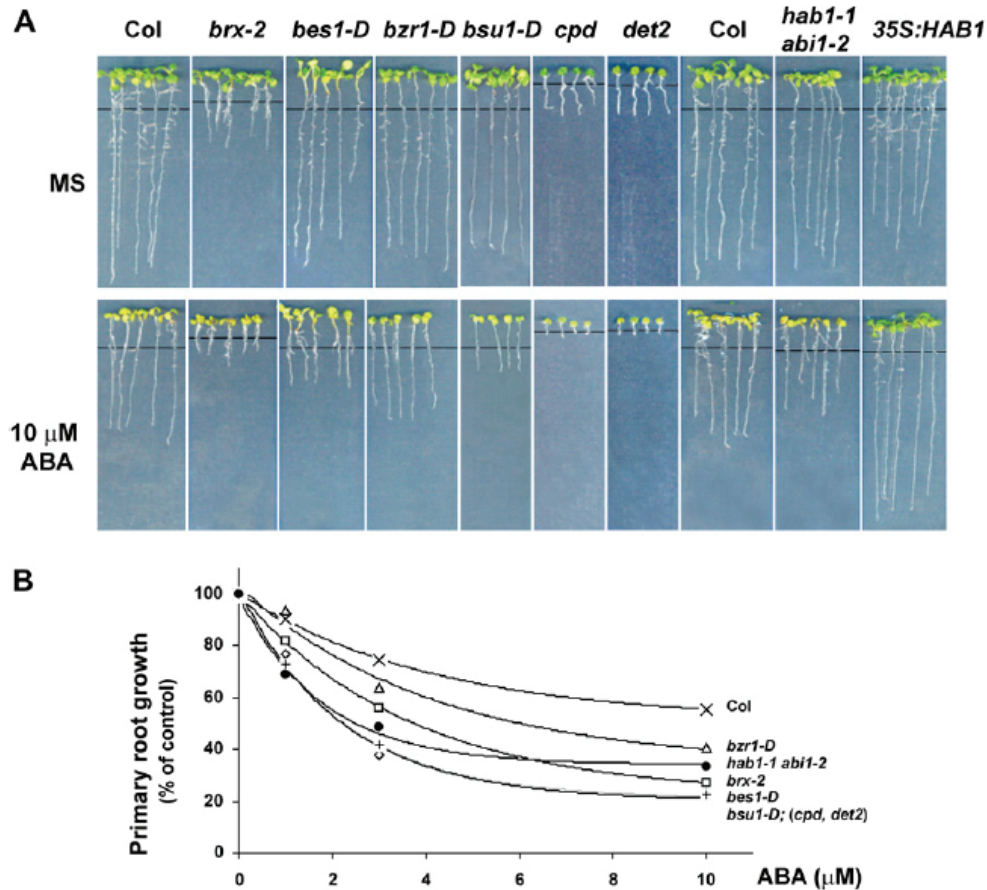 A
Col brx-2 bes1-D bzr1-D bsu1-D cpd det2 Col hab1-1 abi1-2 35S:HAB1
MS
10 μM
ABA
B
Primary root growth
(% of control)
100
80
60
40
20
0
Col
bzr1-D
hab1-1 abi1-2
brx-2
bes1-D
bsu1-D; (cpd, det2)
0 2 4 6 8 10 ABA (μM)